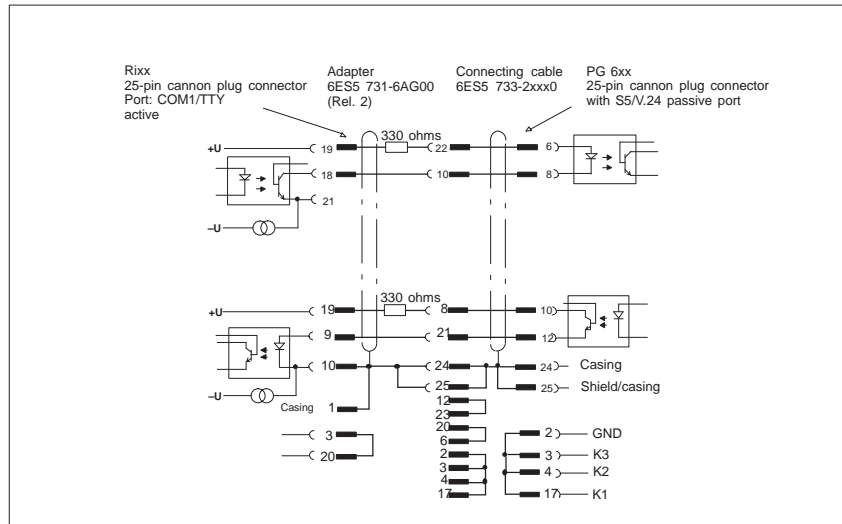 Rixx
25-pin cannon plug connector
Port: COM1/TTY
active
Adapter
6ES5 731-6AG00
(Rel. 2)
Connecting cable
6ES5 733-2xxx0
PG 6xx
25-pin cannon plug connector
with S5/V.24 passive port
+U 19 330 ohms 22 6
18 10 8
21
–U
+U 19 330 ohms 8 10
9 21 12
10 24 24 Casing
–U 25 25 Shield/casing
Casing 1 12
23
3 20 2 GND
20 6 3 K3
2 4 K2
3
4
17 17 K1